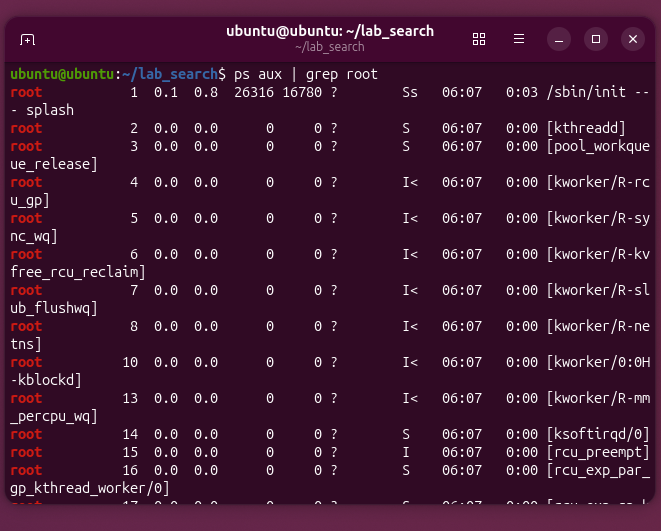 ubuntu@ubuntu: ~/lab_search
~/lab_search
ubuntu@ubuntu:~/lab_search$ ps aux | grep root
root           1  0.1  0.8  26316 16780 ?        Ss   06:07   0:03 /sbin/init --
- splash
root           2  0.0  0.0      0     0 ?        S    06:07   0:00 [kthreadd]
root           3  0.0  0.0      0     0 ?        S    06:07   0:00 [pool_workque
ue_release]
root           4  0.0  0.0      0     0 ?        I<   06:07   0:00 [kworker/R-rc
u_gp]
root           5  0.0  0.0      0     0 ?        I<   06:07   0:00 [kworker/R-sy
nc_wq]
root           6  0.0  0.0      0     0 ?        I<   06:07   0:00 [kworker/R-kv
free_rcu_reclaim]
root           7  0.0  0.0      0     0 ?        I<   06:07   0:00 [kworker/R-sl
ub_flushwq]
root           8  0.0  0.0      0     0 ?        I<   06:07   0:00 [kworker/R-ne
tns]
root          10  0.0  0.0      0     0 ?        I<   06:07   0:00 [kworker/0:0H
-kblockd]
root          13  0.0  0.0      0     0 ?        I<   06:07   0:00 [kworker/R-mm
_percpu_wq]
root          14  0.0  0.0      0     0 ?        S    06:07   0:00 [ksoftirqd/0]
root          15  0.0  0.0      0     0 ?        I    06:07   0:00 [rcu_preempt]
root          16  0.0  0.0      0     0 ?        S    06:07   0:00 [rcu_exp_par_
gp_kthread_worker/0]